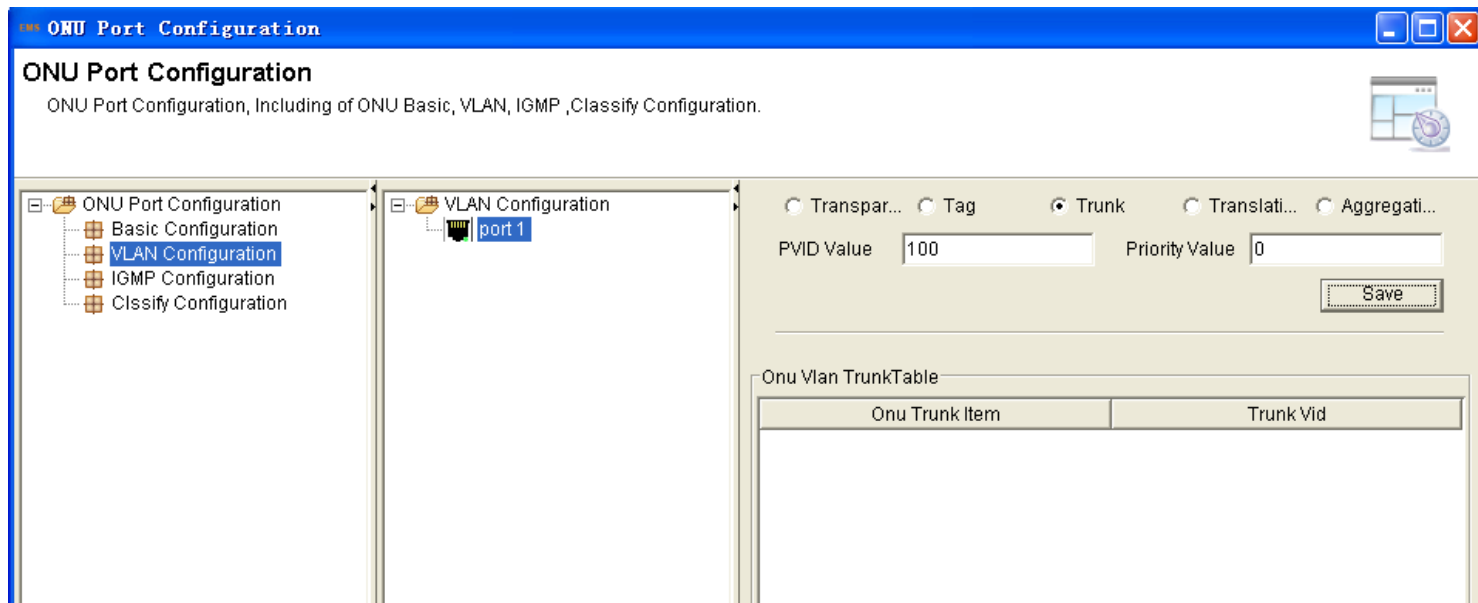 EMS ONU Port Configuration
ONU Port Configuration
ONU Port Configuration, Including of ONU Basic, VLAN, IGMP ,Classify Configuration.
ONU Port Configuration
Basic Configuration
VLAN Configuration
IGMP Configuration
Clssify Configuration
VLAN Configuration
port 1
Transpar... Tag Trunk Translati... Aggregati...
PVID Value 100 Priority Value 0
Save
Onu Vlan TrunkTable
Onu Trunk Item Trunk Vid